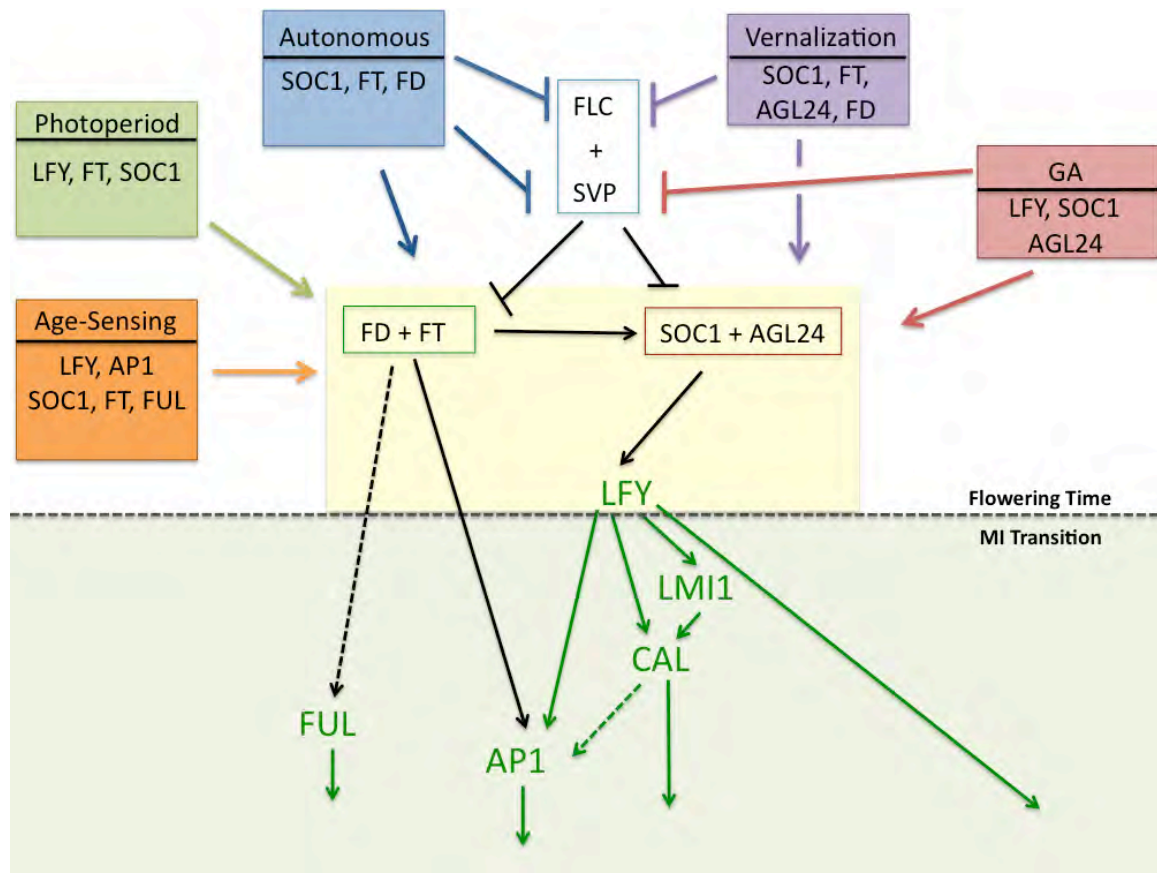 Autonomous
SOC1, FT, FD
Vernalization
SOC1, FT,
AGL24, FD
FLC
+
SVP
Photoperiod
LFY, FT, SOC1
GA
LFY, SOC1
AGL24
Age-Sensing
LFY, AP1
SOC1, FT, FUL
FD + FT
SOC1 + AGL24
LFY
Flowering Time
MI Transition
LMI1
CAL
FUL
AP1